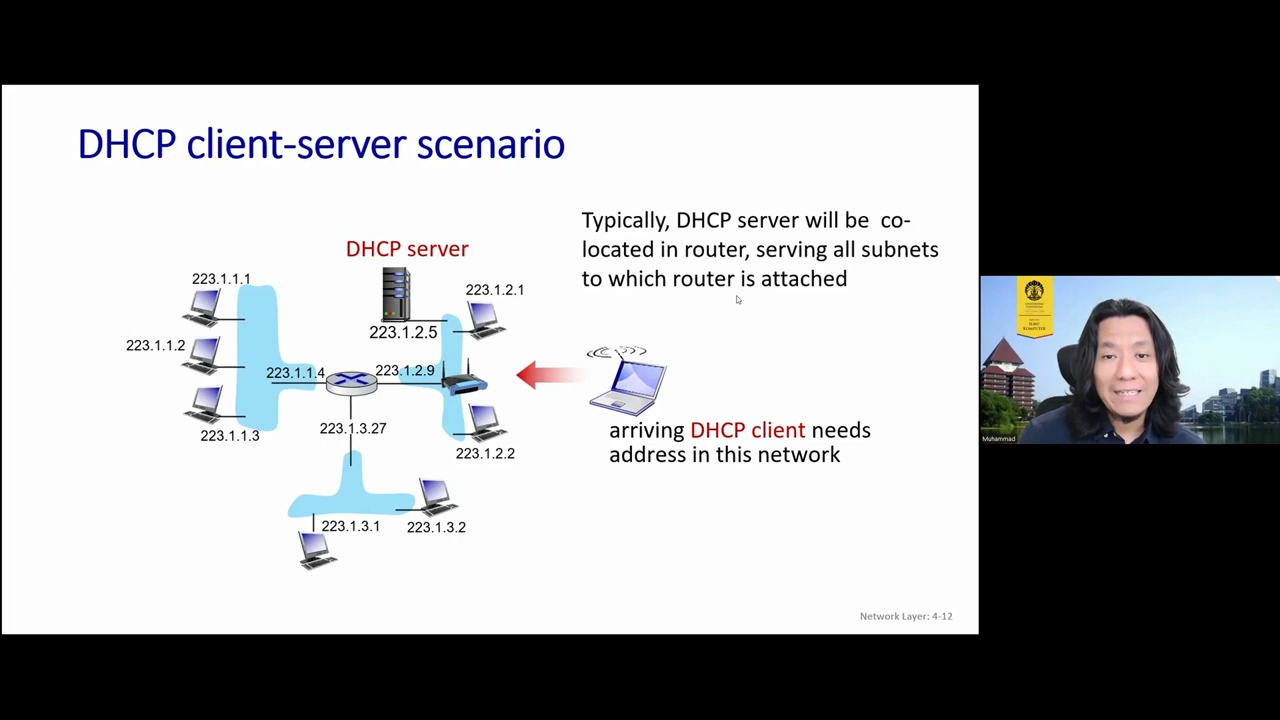 DHCP client-server scenario
Typically, DHCP server will be co-
located in router, serving all subnets
to which router is attached
DHCP server
223.1.1.1
223.1.2.1
223.1.2.5
223.1.1.2
223.1.1.4
223.1.2.9
223.1.1.3
223.1.3.27
223.1.2.2
arriving DHCP client needs
address in this network
223.1.3.1
223.1.3.2
Network Layer: 4-12
ILMU
KOMPUTER
Muhammad